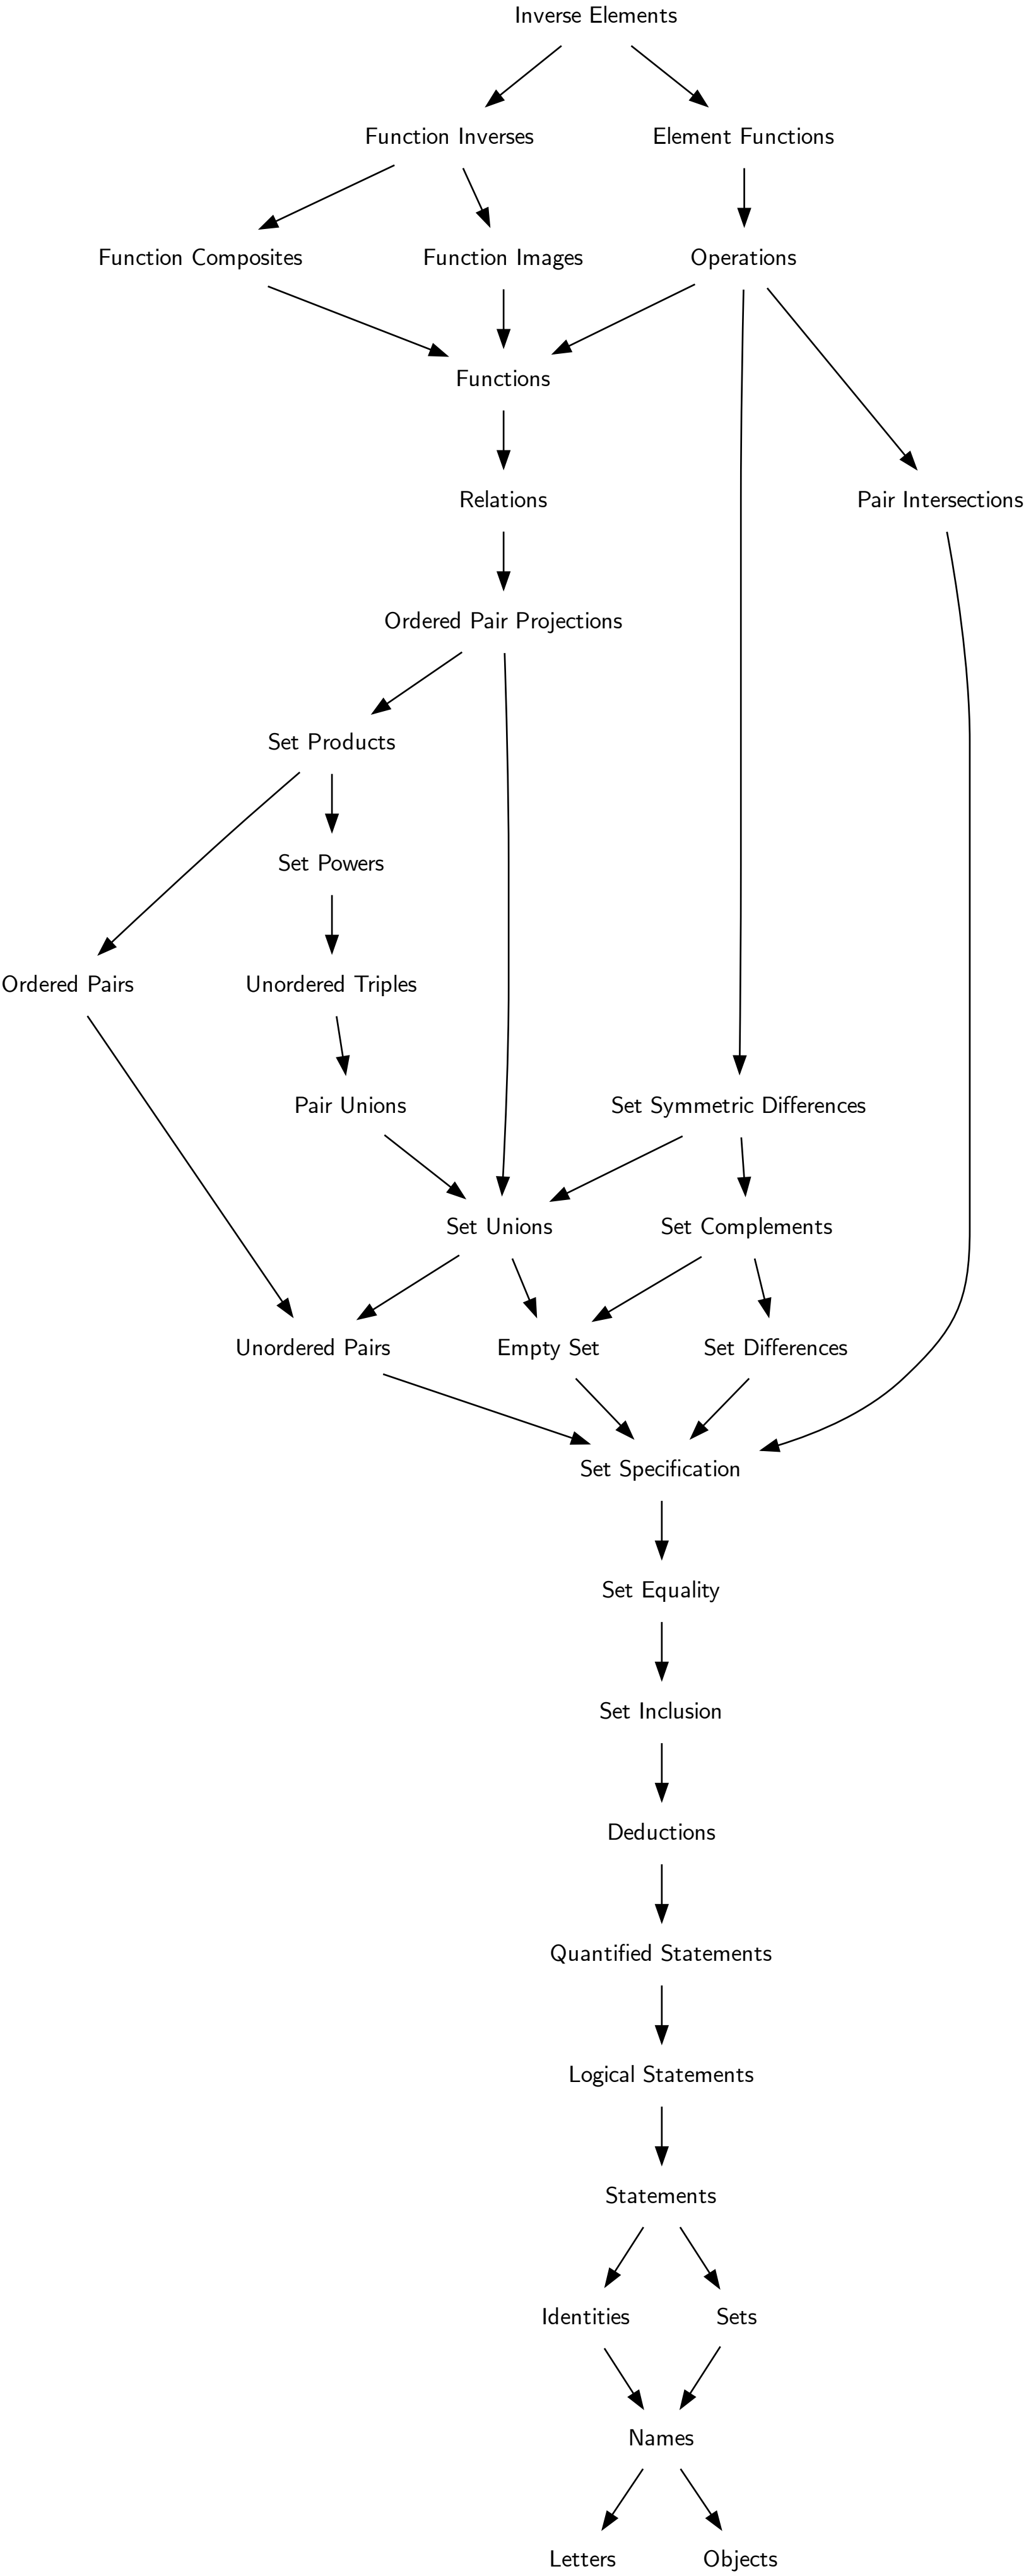 Inverse Elements
Function Inverses
Element Functions
Function Composites
Function Images
Operations
Functions
Relations
Pair Intersections
Ordered Pair Projections
Set Products
Set Powers
Ordered Pairs
Unordered Triples
Pair Unions
Set Symmetric Differences
Set Unions
Set Complements
Unordered Pairs
Empty Set
Set Differences
Set Specification
Set Equality
Set Inclusion
Deductions
Quantified Statements
Logical Statements
Statements
Identities
Sets
Names
Letters
Objects